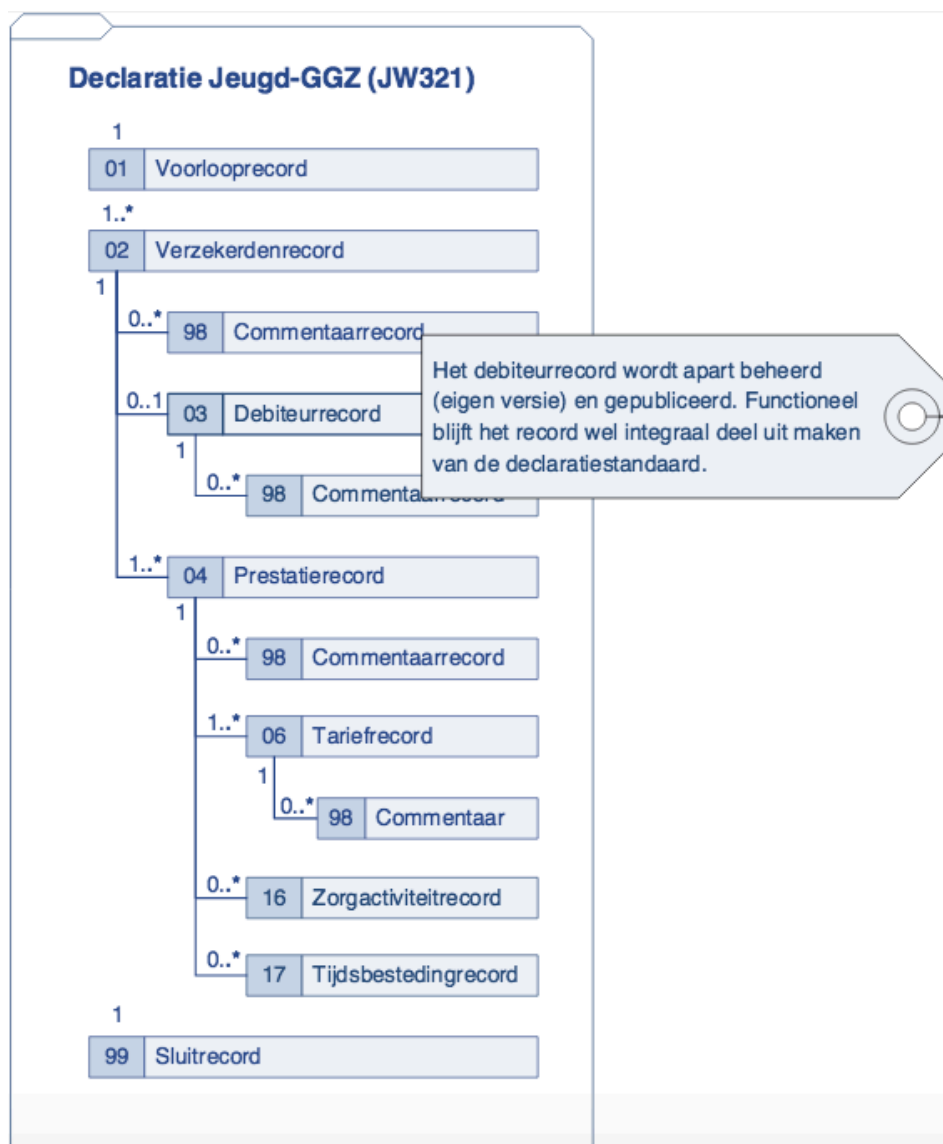 Declaratie Jeugd-GGZ (JW321)
1
01 Voorlooprecord
1..*
02 Verzekerdenrecord
1
0..* 98 Commentaarrecord
Het debiteurrecord wordt apart beheerd
(eigen versie) en gepubliceerd. Functioneel
blijft het record wel integraal deel uit maken
van de declaratiestandaard.
0..1 03 Debiteurrecord
1
0..* 98 Commentaarrecord
1..* 04 Prestatierecord
1
0..* 98 Commentaarrecord
1..* 06 Tariefrecord
1
0..* 98 Commentaar
0..* 16 Zorgactiviteitrecord
0..* 17 Tijdsbestedingrecord
1
99 Sluitrecord